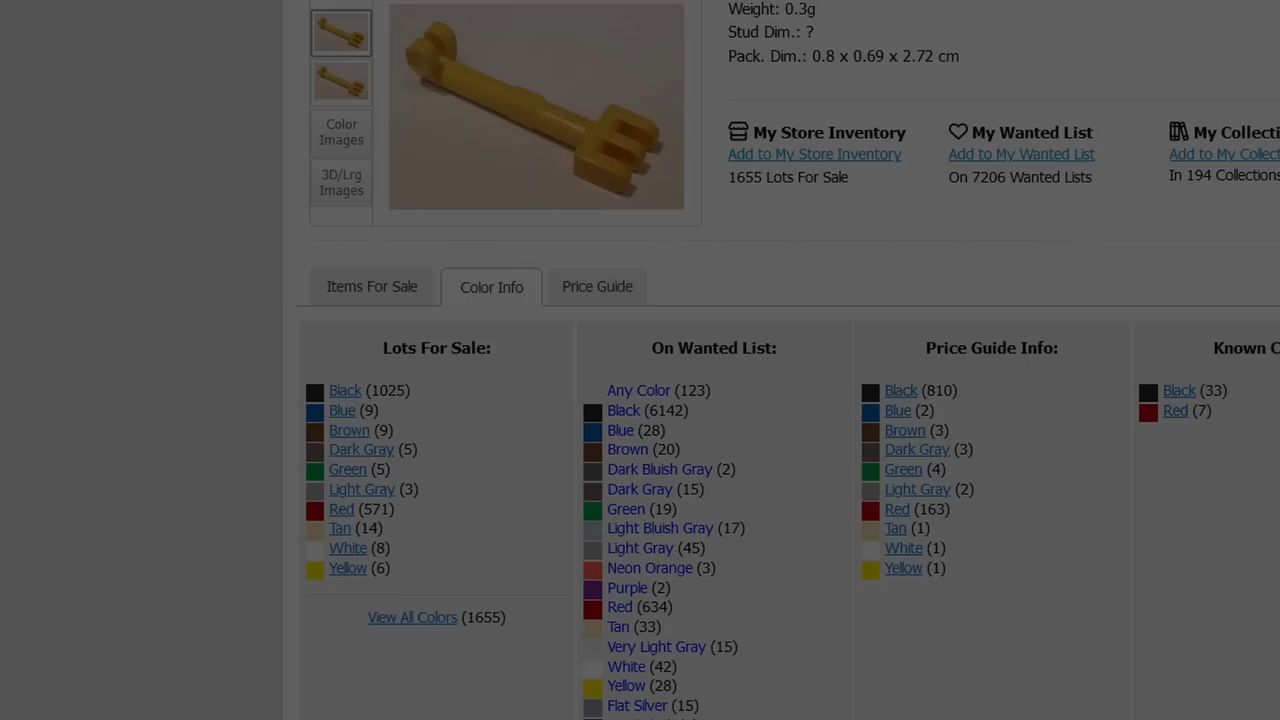 Weight: 0.3g
Stud Dim.: ?
Pack. Dim.: 0.8 x 0.69 x 2.72 cm
Color
Images
3D/Lrg
Images
My Store Inventory
Add to My Store Inventory
1655 Lots For Sale
My Wanted List
Add to My Wanted List
On 7206 Wanted Lists
My Collecti
Add to My Collect
In 194 Collections
Items For Sale
Color Info
Price Guide
Lots For Sale:
Black (1025)
Blue (9)
Brown (9)
Dark Gray (5)
Green (5)
Light Gray (3)
Red (571)
Tan (14)
White (8)
Yellow (6)
View All Colors (1655)
On Wanted List:
Any Color (123)
Black (6142)
Blue (28)
Brown (20)
Dark Bluish Gray (2)
Dark Gray (15)
Green (19)
Light Bluish Gray (17)
Light Gray (45)
Neon Orange (3)
Purple (2)
Red (634)
Tan (33)
Very Light Gray (15)
White (42)
Yellow (28)
Flat Silver (15)
Price Guide Info:
Black (810)
Blue (2)
Brown (3)
Dark Gray (3)
Green (4)
Light Gray (2)
Red (163)
Tan (1)
White (1)
Yellow (1)
Known C
Black (33)
Red (7)